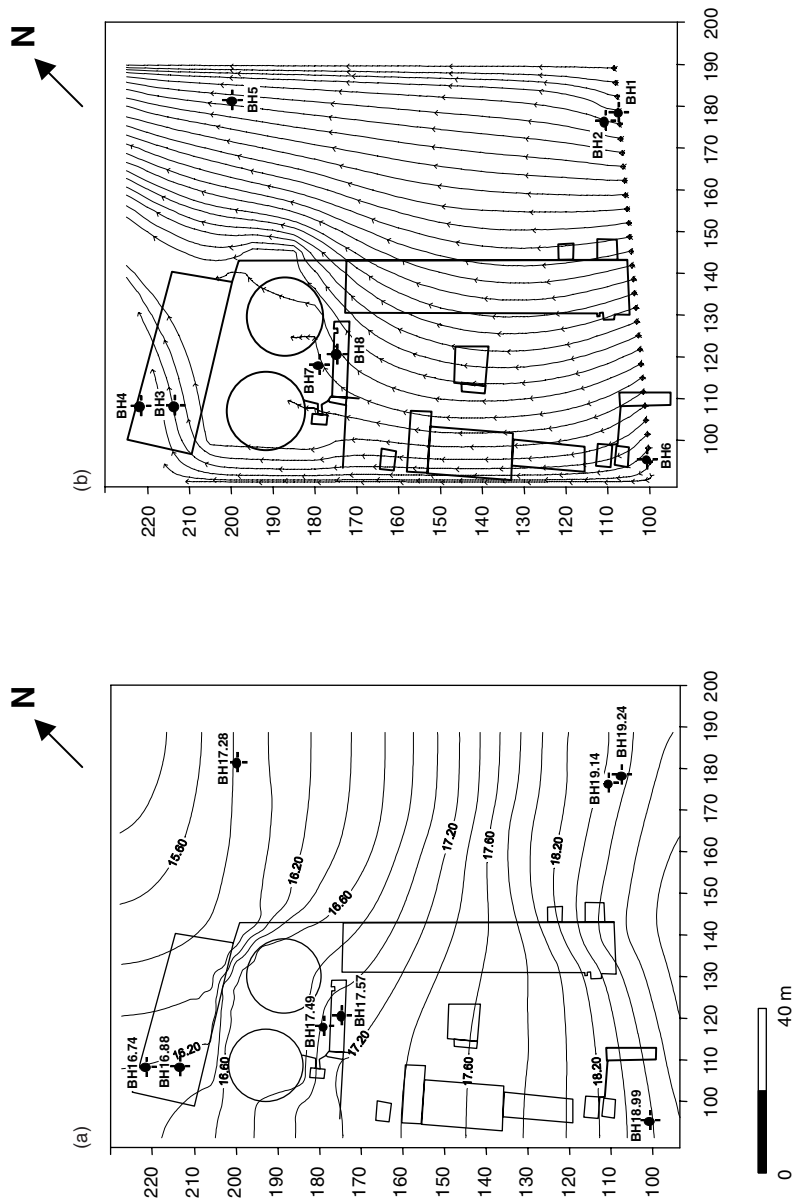 N
(b)
BH4
BH3
BH5
BH7
BH8
BH2
BH1
BH6
220
210
200
190
180
170
160
150
140
130
120
110
100
100
110
120
130
140
150
160
170
180
190
200
N
(a)
BH16.74
BH16.88
BH17.28
BH17.49
BH17.57
BH19.14
BH19.24
BH18.99
15.60
16.20
16.20
16.60
16.60
17.20
17.20
17.60
17.60
18.20
18.20
220
210
200
190
180
170
160
150
140
130
120
110
100
100
110
120
130
140
150
160
170
180
190
200
0
40 m